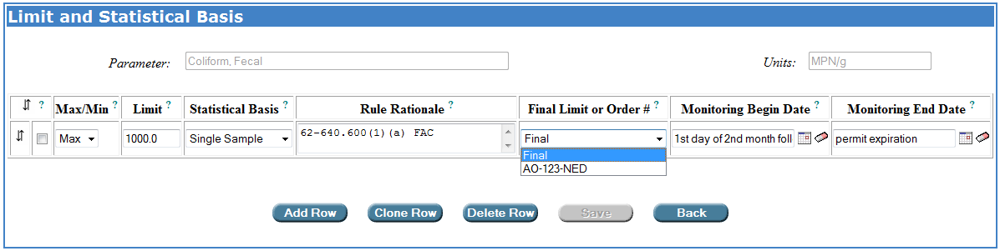 Limit and Statistical Basis
Parameter: Coliform, Fecal Units: MPN/g
? Max/Min ? Limit ? Statistical Basis ? Rule Rationale ? Final Limit or Order # ? Monitoring Begin Date ? Monitoring End Date ?
Max 1000.0 Single Sample 62-640.600(1)(a) FAC Final 1st day of 2nd month foll permit expiration
Final
AO-123-NED
Add Row Clone Row Delete Row Save Back